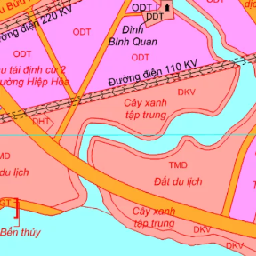 ODT
DDT
đường điện 220 KV
ODT
Đình
Bình Quan
ODT
ODT
Đường điện 110 KV
tái định cư 2
ường Hiệp Hòa
DKV
Cây xanh
tập trung
DHT
TMD
du lịch
TMD
Đất du lịch
Cây xanh
tập trung
DKV
DKV
Bến thủy